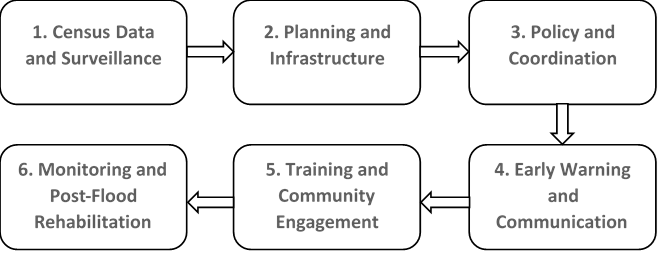 1. Census Data
and Surveillance
2. Planning and
Infrastructure
3. Policy and
Coordination
4. Early Warning
and
Communication
5. Training and
Community
Engagement
6. Monitoring and
Post-Flood
Rehabilitation